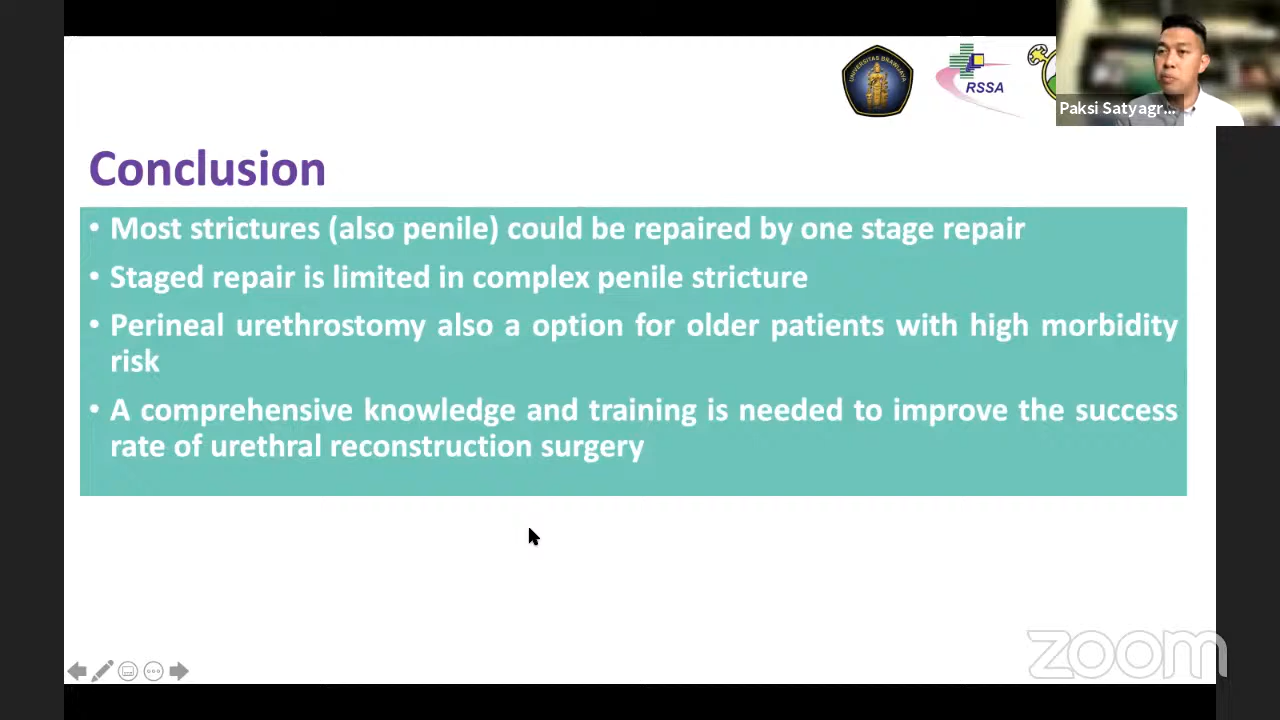 UNIVERSITAS BRAWIJAYA
RSSA
Paksi Satyagr...
Conclusion
• Most strictures (also penile) could be repaired by one stage repair
• Staged repair is limited in complex penile stricture
• Perineal urethrostomy also a option for older patients with high morbidity
risk
• A comprehensive knowledge and training is needed to improve the success
rate of urethral reconstruction surgery
zoom